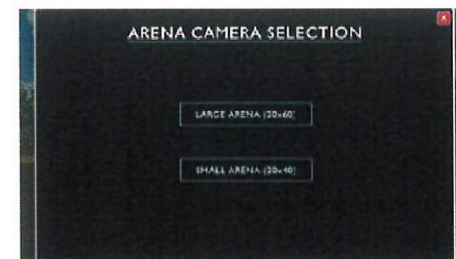 ARENA CAMERA SELECTION
LARGE ARENA (20x60)
SMALL ARENA (20x40)